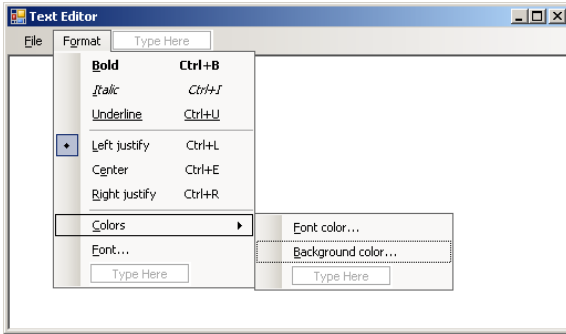 Text Editor
File Format Type Here
Bold Ctrl+B
Italic Ctrl+I
Underline Ctrl+U
Left justify Ctrl+L
Center Ctrl+E
Right justify Ctrl+R
Colors
Font...
Type Here
Font color...
Background color...
Type Here